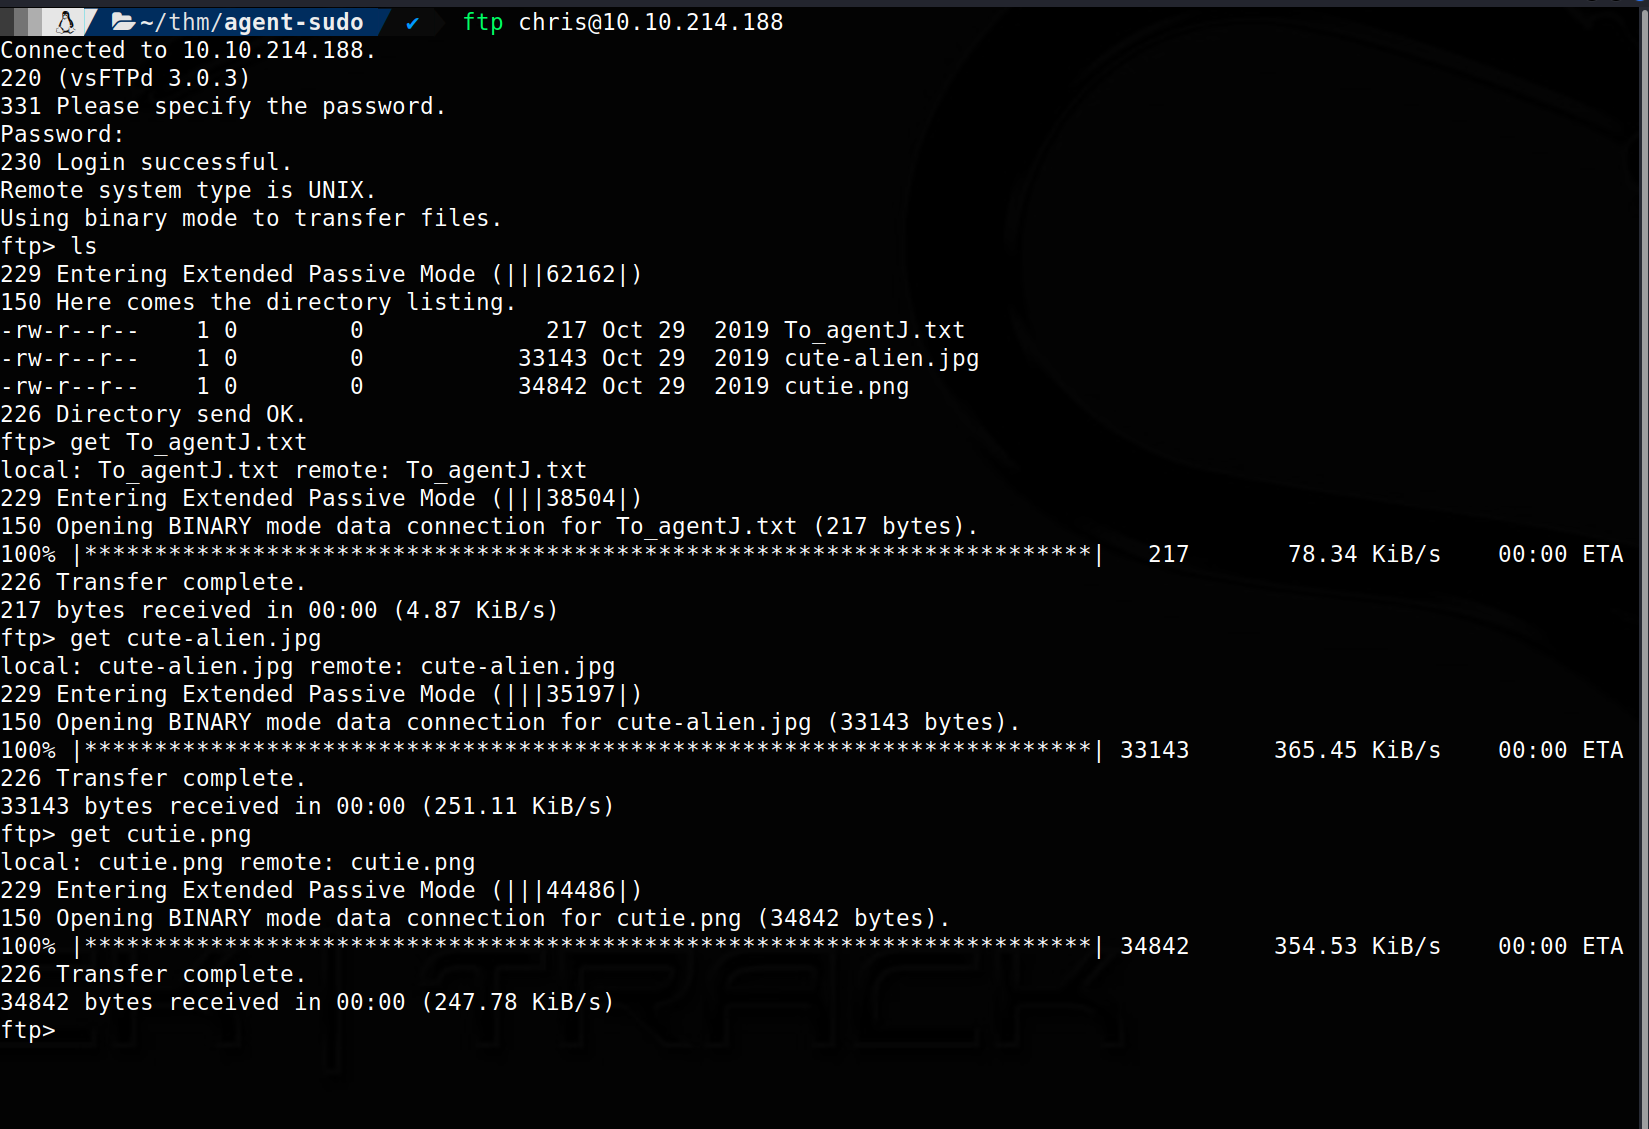 ~/thm/agent-sudo ✔ ftp chris@10.10.214.188
Connected to 10.10.214.188.
220 (vsFTPd 3.0.3)
331 Please specify the password.
Password:
230 Login successful.
Remote system type is UNIX.
Using binary mode to transfer files.
ftp> ls
229 Entering Extended Passive Mode (|||62162|)
150 Here comes the directory listing.
-rw-r--r--    1 0        0             217 Oct 29  2019 To_agentJ.txt
-rw-r--r--    1 0        0           33143 Oct 29  2019 cute-alien.jpg
-rw-r--r--    1 0        0           34842 Oct 29  2019 cutie.png
226 Directory send OK.
ftp> get To_agentJ.txt
local: To_agentJ.txt remote: To_agentJ.txt
229 Entering Extended Passive Mode (|||38504|)
150 Opening BINARY mode data connection for To_agentJ.txt (217 bytes).
100% |************************************************************************|   217       78.34 KiB/s    00:00 ETA
226 Transfer complete.
217 bytes received in 00:00 (4.87 KiB/s)
ftp> get cute-alien.jpg
local: cute-alien.jpg remote: cute-alien.jpg
229 Entering Extended Passive Mode (|||35197|)
150 Opening BINARY mode data connection for cute-alien.jpg (33143 bytes).
100% |************************************************************************| 33143      365.45 KiB/s    00:00 ETA
226 Transfer complete.
33143 bytes received in 00:00 (251.11 KiB/s)
ftp> get cutie.png
local: cutie.png remote: cutie.png
229 Entering Extended Passive Mode (|||44486|)
150 Opening BINARY mode data connection for cutie.png (34842 bytes).
100% |************************************************************************| 34842      354.53 KiB/s    00:00 ETA
226 Transfer complete.
34842 bytes received in 00:00 (247.78 KiB/s)
ftp>
TRACK